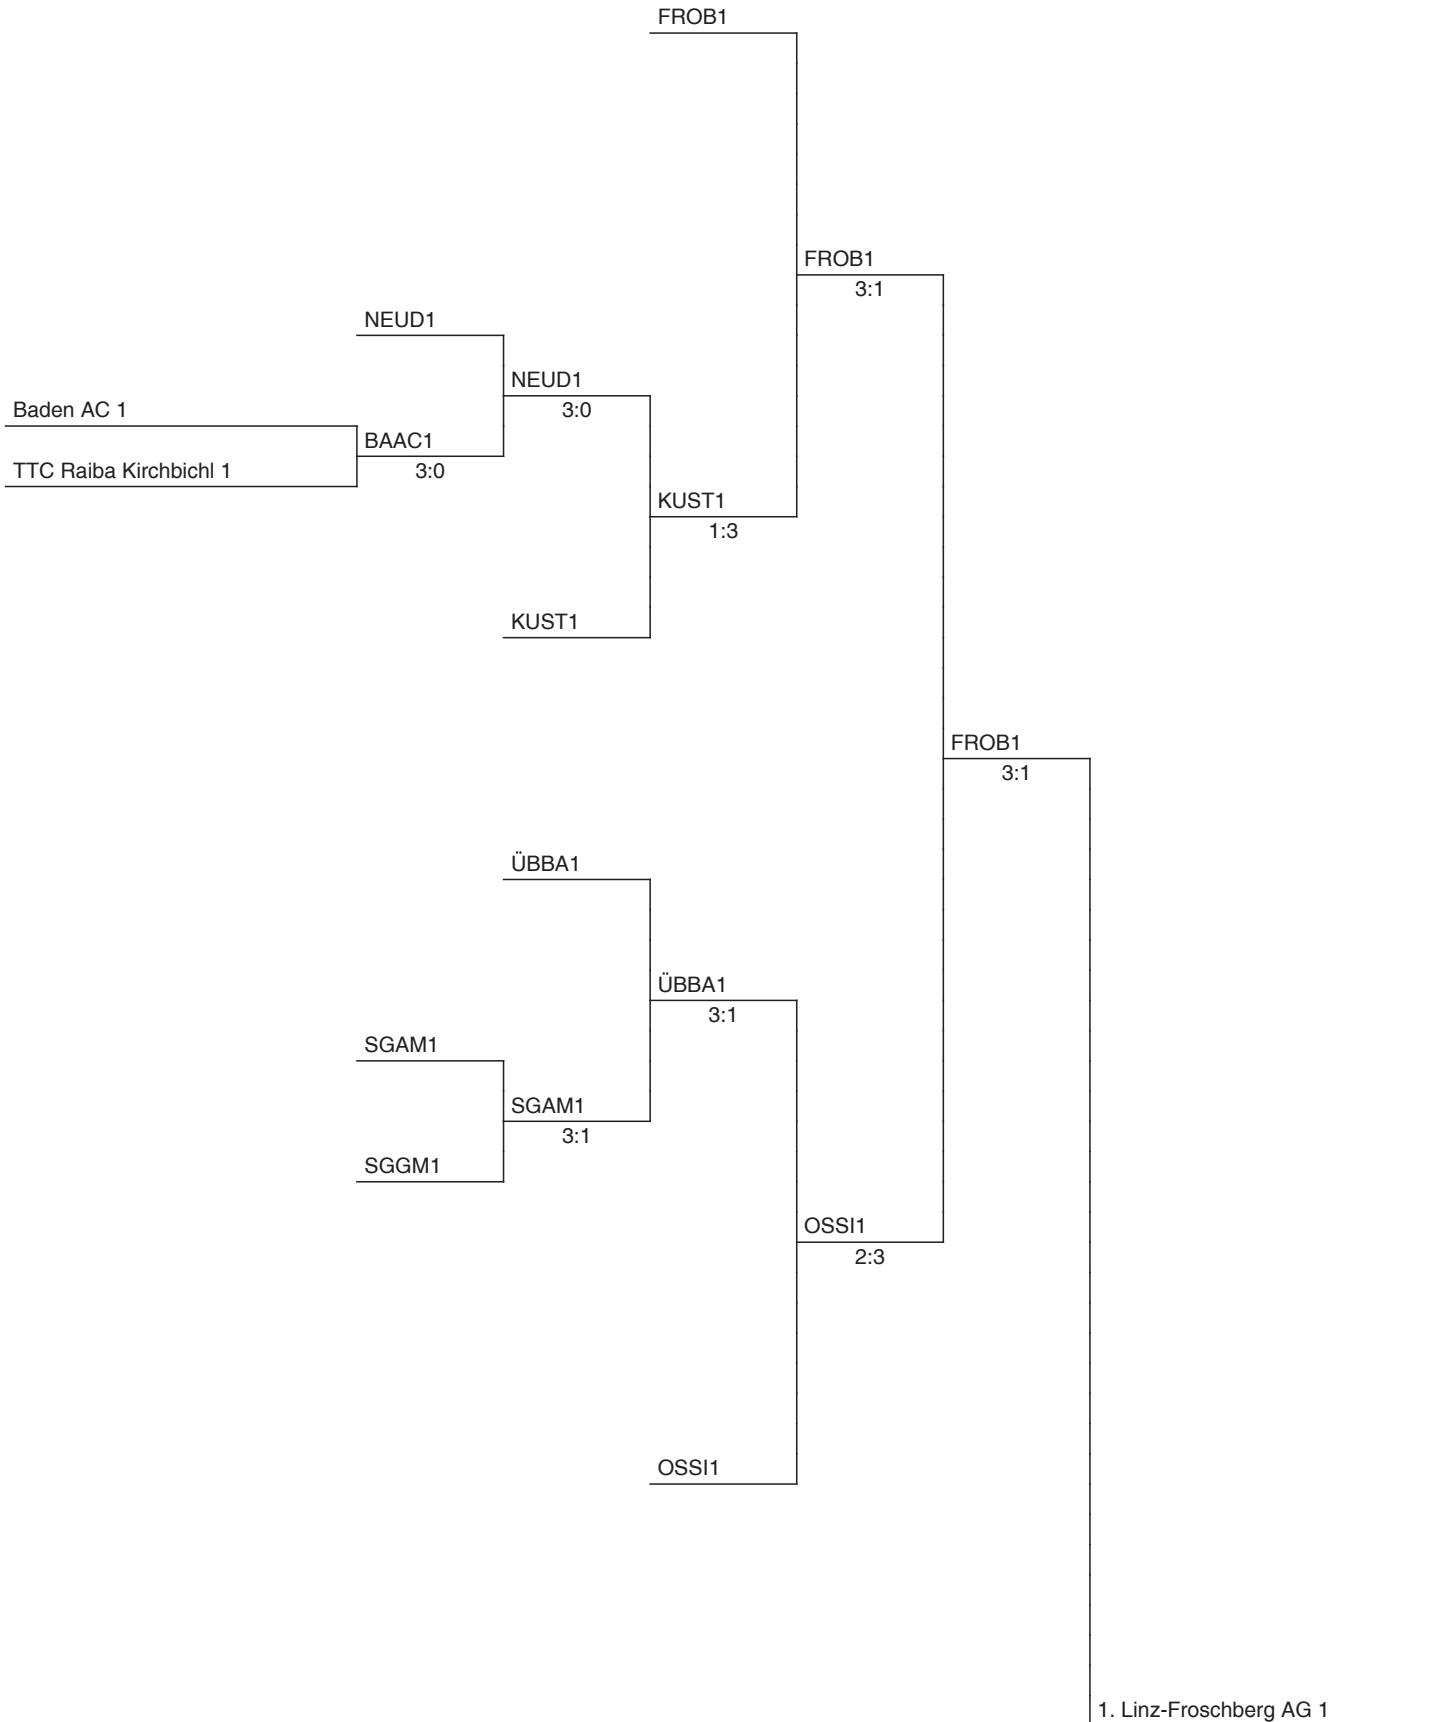 FROB1
FROB1
3:1
NEUD1
NEUD1
3:0
Baden AC 1
BAAC1
3:0
TTC Raiba Kirchbichl 1
KUST1
1:3
KUST1
FROB1
3:1
ÜBBA1
ÜBBA1
3:1
SGAM1
SGAM1
3:1
SGGM1
OSSI1
2:3
OSSI1
1. Linz-Froschberg AG 1